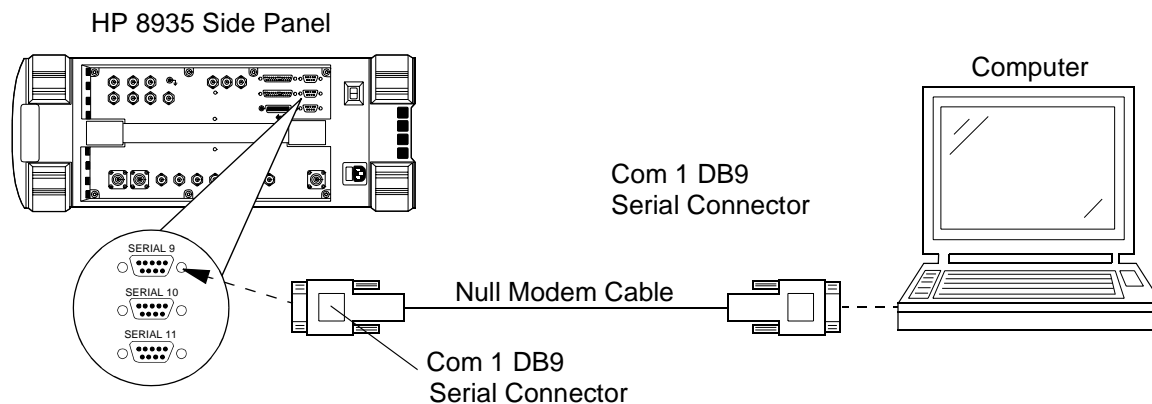 HP 8935 Side Panel
Computer
Com 1 DB9
Serial Connector
SERIAL 9
SERIAL 10
SERIAL 11
Null Modem Cable
Com 1 DB9
Serial Connector